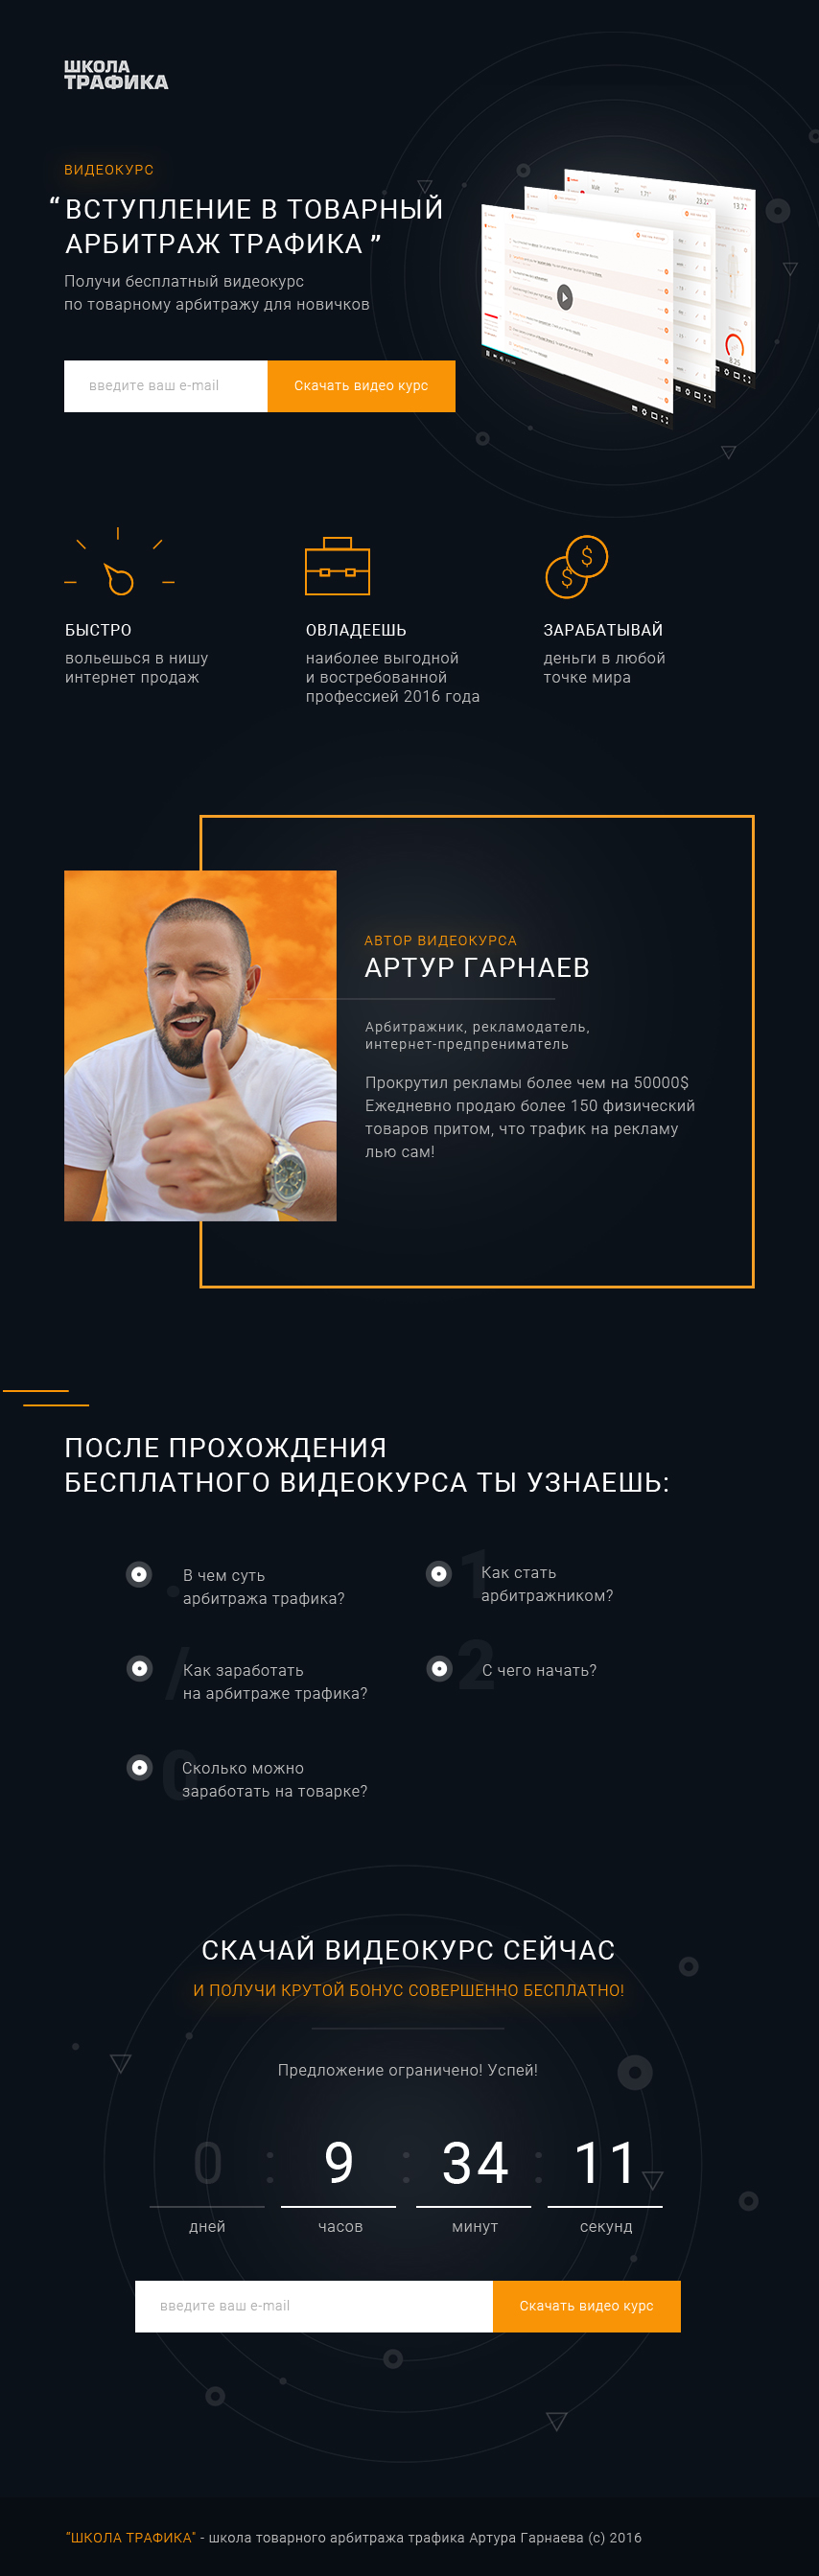 ШКОЛА
ТРАФИКА
ВИДЕОКУРС
“ ВСТУПЛЕНИЕ В ТОВАРНЫЙ
АРБИТРАЖ ТРАФИКА ”
Получи бесплатный видеокурс
по товарному арбитражу для новичков
введите ваш e-mail
Скачать видео курс
БЫСТРО
вольешься в нишу
интернет продаж
ОВЛАДЕЕШЬ
наиболее выгодной
и востребованной
профессией 2016 года
$ $
ЗАРАБАТЫВАЙ
деньги в любой
точке мира
АВТОР ВИДЕОКУРСА
АРТУР ГАРНАЕВ
Арбитражник, рекламодатель,
интернет-предпрениматель
Прокрутил рекламы более чем на 50000$
Ежедневно продаю более 150 физический
товаров притом, что трафик на рекламу
лью сам!
ПОСЛЕ ПРОХОЖДЕНИЯ
БЕСПЛАТНОГО ВИДЕОКУРСА ТЫ УЗНАЕШЬ:
.
В чем суть
арбитража трафика?
1
Как стать
арбитражником?
/
Как заработать
на арбитраже трафика?
2
С чего начать?
0
Сколько можно
заработать на товарке?
СКАЧАЙ ВИДЕОКУРС СЕЙЧАС
И ПОЛУЧИ КРУТОЙ БОНУС СОВЕРШЕННО БЕСПЛАТНО!
Предложение ограничено! Успей!
0 : 9 : 34 : 11
дней часов минут секунд
введите ваш e-mail
Скачать видео курс
"ШКОЛА ТРАФИКА" - школа товарного арбитража трафика Артура Гарнаева (с) 2016